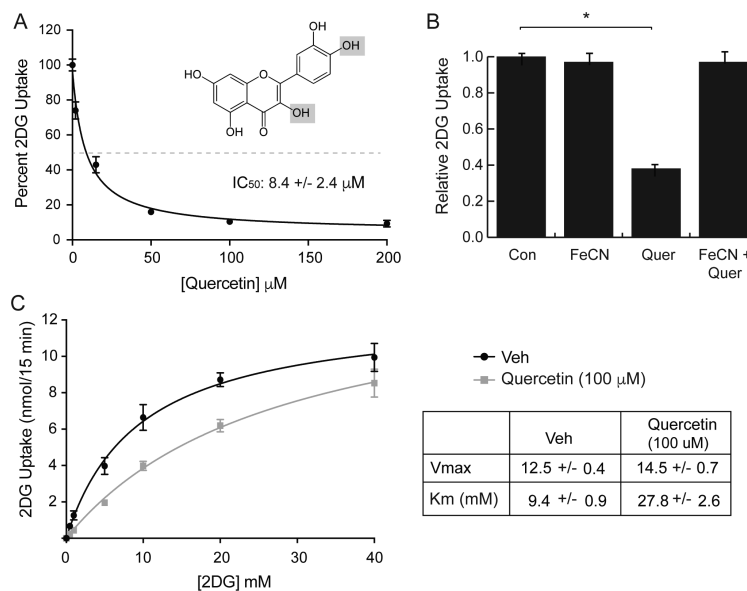 A
Percent 2DG Uptake
120
100
80
60
40
20
0
0 50 100 150 200
[Quercetin] μM
IC50: 8.4 +/- 2.4 μM
OH
OH
HO
O
OH
OH
O
B
Relative 2DG Uptake
*
1.0
0.8
0.6
0.4
0.2
0.0
Con FeCN Quer FeCN +
Quer
C
2DG Uptake (nmol/15 min)
12
10
8
6
4
2
0 10 20 30 40
[2DG] mM
Veh
Quercetin (100 μM)
Veh Quercetin
(100 uM)
Vmax 12.5 +/- 0.4 14.5 +/- 0.7
Km (mM) 9.4 +/- 0.9 27.8 +/- 2.6